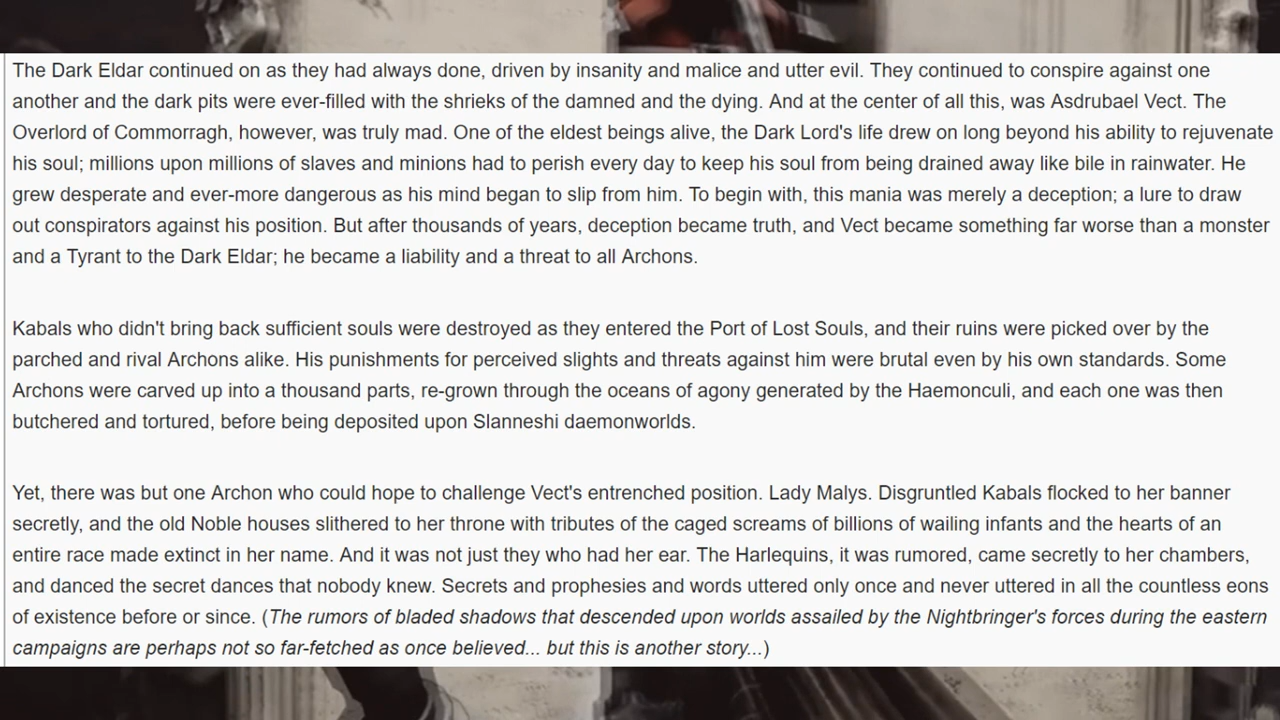 The Dark Eldar continued on as they had always done, driven by insanity and malice and utter evil. They continued to conspire against one
another and the dark pits were ever-filled with the shrieks of the damned and the dying. And at the center of all this, was Asdrubael Vect. The
Overlord of Commorragh, however, was truly mad. One of the eldest beings alive, the Dark Lord's life drew on long beyond his ability to rejuvenate
his soul; millions upon millions of slaves and minions had to perish every day to keep his soul from being drained away like bile in rainwater. He
grew desperate and ever-more dangerous as his mind began to slip from him. To begin with, this mania was merely a deception; a lure to draw
out conspirators against his position. But after thousands of years, deception became truth, and Vect became something far worse than a monster
and a Tyrant to the Dark Eldar; he became a liability and a threat to all Archons.
Kabals who didn't bring back sufficient souls were destroyed as they entered the Port of Lost Souls, and their ruins were picked over by the
parched and rival Archons alike. His punishments for perceived slights and threats against him were brutal even by his own standards. Some
Archons were carved up into a thousand parts, re-grown through the oceans of agony generated by the Haemonculi, and each one was then
butchered and tortured, before being deposited upon Slanneshi daemonworlds.
Yet, there was but one Archon who could hope to challenge Vect's entrenched position. Lady Malys. Disgruntled Kabals flocked to her banner
secretly, and the old Noble houses slithered to her throne with tributes of the caged screams of billions of wailing infants and the hearts of an
entire race made extinct in her name. And it was not just they who had her ear. The Harlequins, it was rumored, came secretly to her chambers,
and danced the secret dances that nobody knew. Secrets and prophesies and words uttered only once and never uttered in all the countless eons
of existence before or since. (The rumors of bladed shadows that descended upon worlds assailed by the Nightbringer's forces during the eastern
campaigns are perhaps not so far-fetched as once believed... but this is another story...)